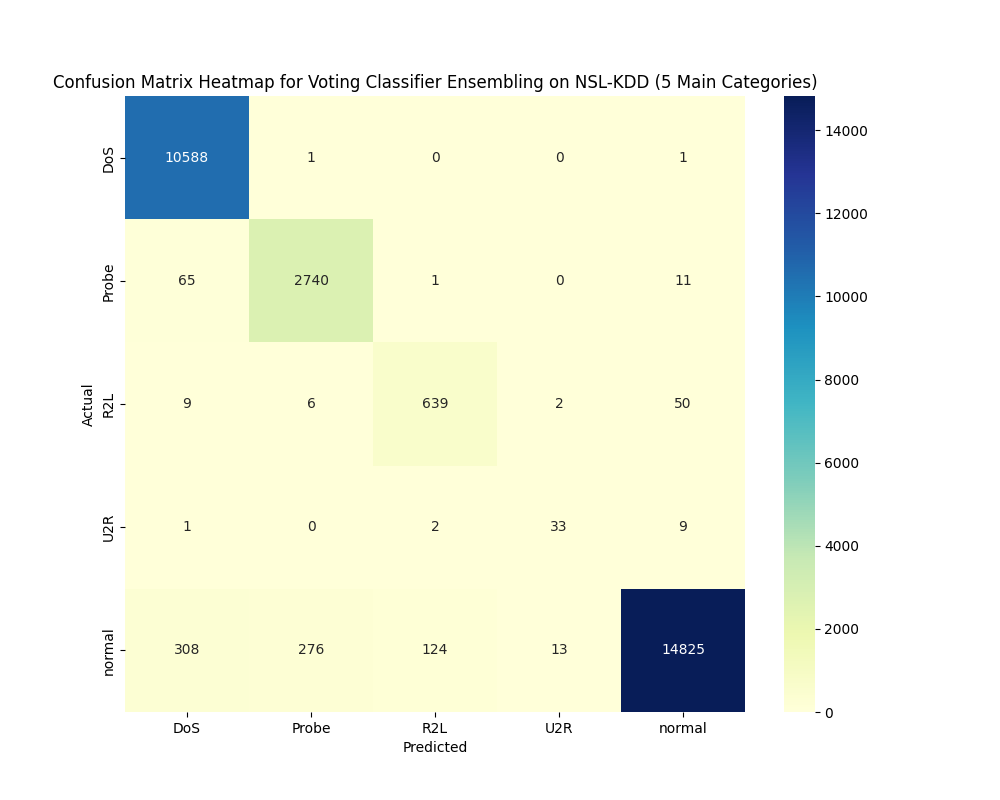 Confusion Matrix Heatmap for Voting Classifier Ensembling on NSL-KDD (5 Main Categories)
DoS 10588 1 0 0 1
Probe 65 2740 1 0 11
R2L 9 6 639 2 50
U2R 1 0 2 33 9
normal 308 276 124 13 14825
DoS Probe R2L U2R normal
Predicted
Actual
14000
12000
10000
8000
6000
4000
2000
0